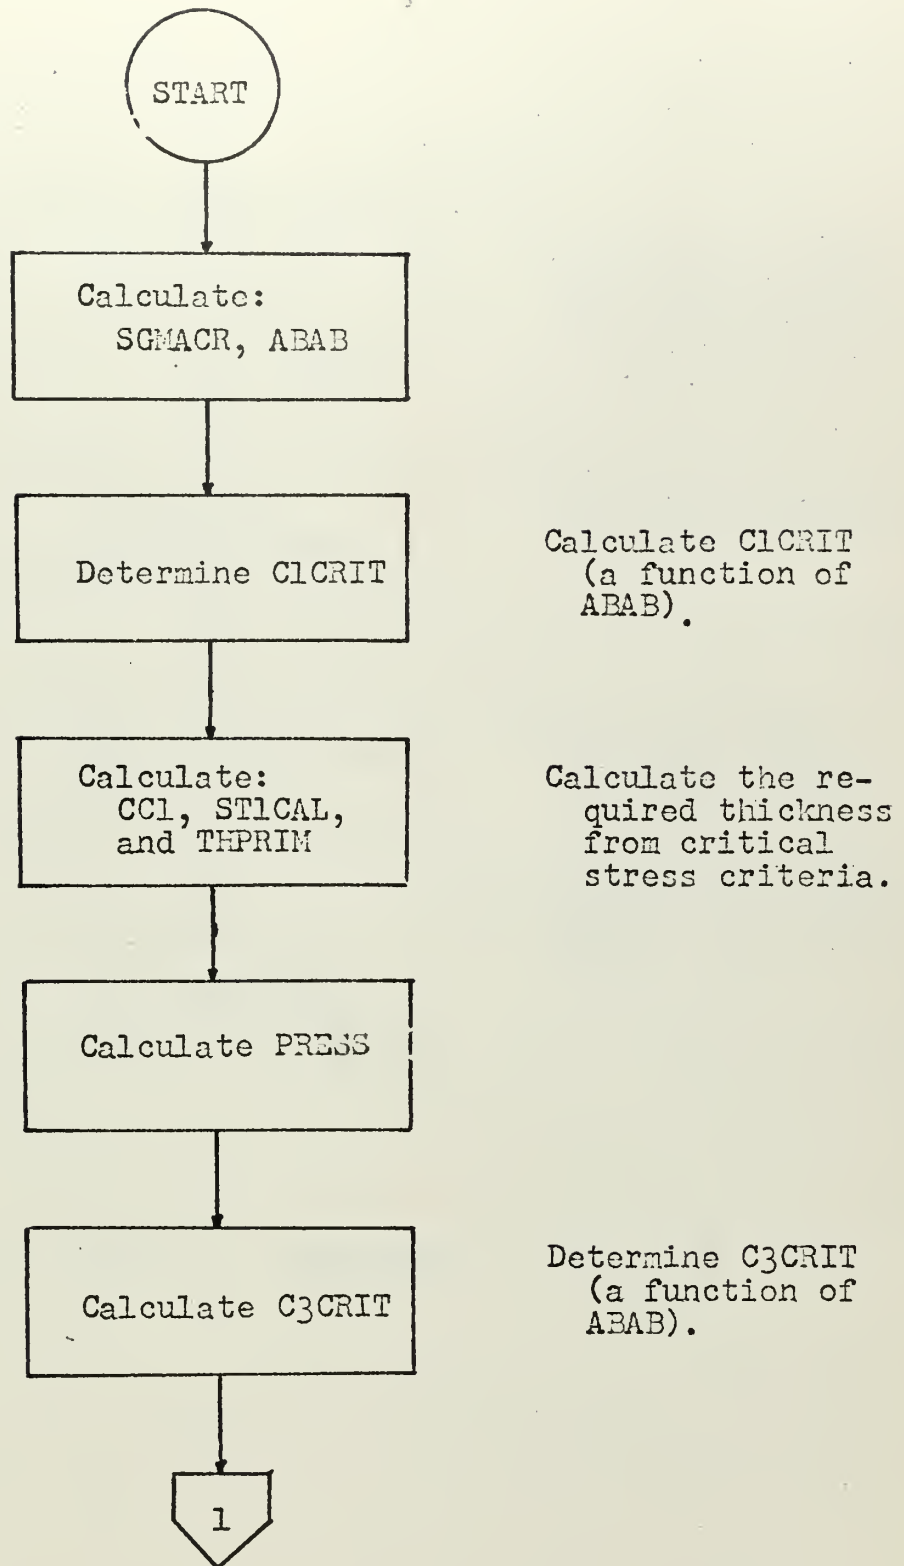 START
Calculate:
SGMACR, ABAB
Determine C1CRIT
Calculate C1CRIT
(a function of
ABAB).
Calculate:
CC1, ST1CAL,
and THPRIM
Calculate the re-
quired thickness
from critical
stress criteria.
Calculate PRESS
Calculate C3CRIT
Determine C3CRIT
(a function of
ABAB).
1